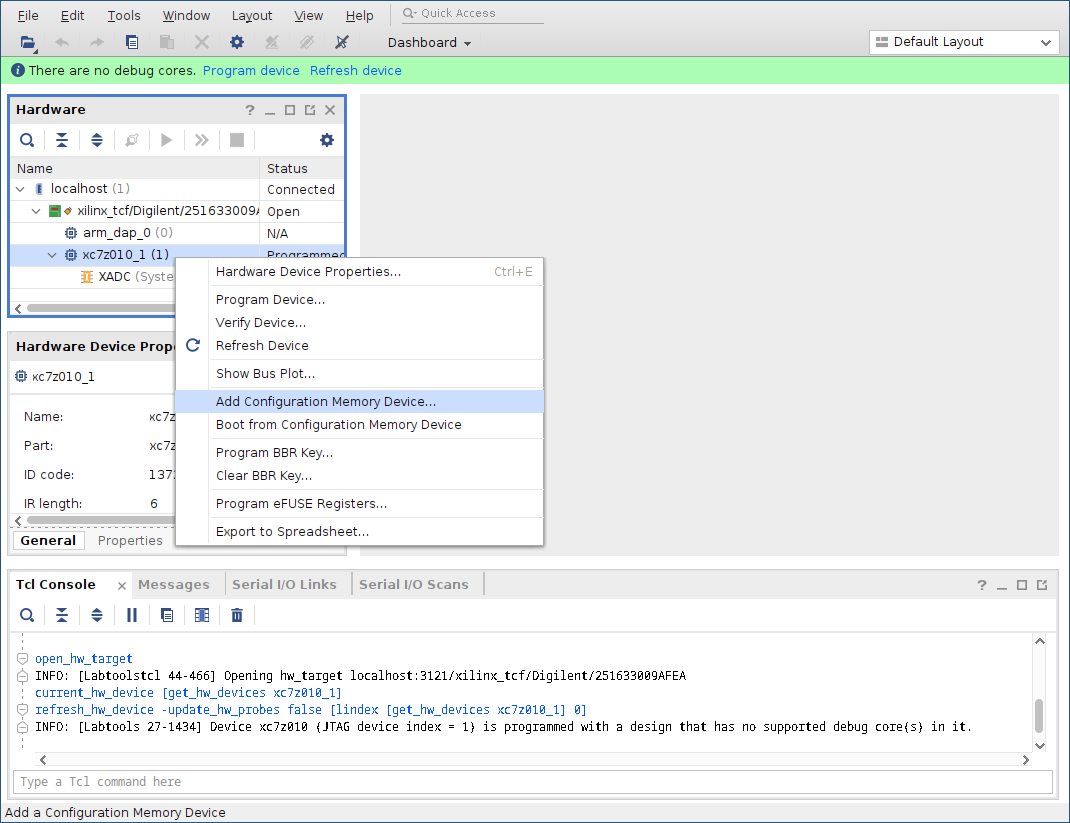 File Edit Tools Window Layout View Help Quick Access
Dashboard Default Layout
There are no debug cores. Program device Refresh device
Hardware ?
Name Status
localhost (1) Connected
xilinx_tcf/Digilent/251633009A Open
arm_dap_0 (0) N/A
xc7z010_1 (1) Programmed
XADC (Syste
Hardware Device Properties... Ctrl+E
Program Device...
Verify Device...
Refresh Device
Show Bus Plot...
Add Configuration Memory Device...
Boot from Configuration Memory Device
Program BBR Key...
Clear BBR Key...
Program eFUSE Registers...
Export to Spreadsheet...
Hardware Device Prop
xc7z010_1
Name: xc7z
Part: xc7z
ID code: 137
IR length: 6
General Properties
Tcl Console Messages Serial I/O Links Serial I/O Scans ?
open_hw_target
INFO: [Labtoolstcl 44-466] Opening hw_target localhost:3121/xilinx_tcf/Digilent/251633009AFEA
current_hw_device [get_hw_devices xc7z010_1]
refresh_hw_device -update_hw_probes false [lindex [get_hw_devices xc7z010_1] 0]
INFO: [Labtools 27-1434] Device xc7z010 (JTAG device index = 1) is programmed with a design that has no supported debug core(s) in it.
Type a Tcl command here
Add a Configuration Memory Device